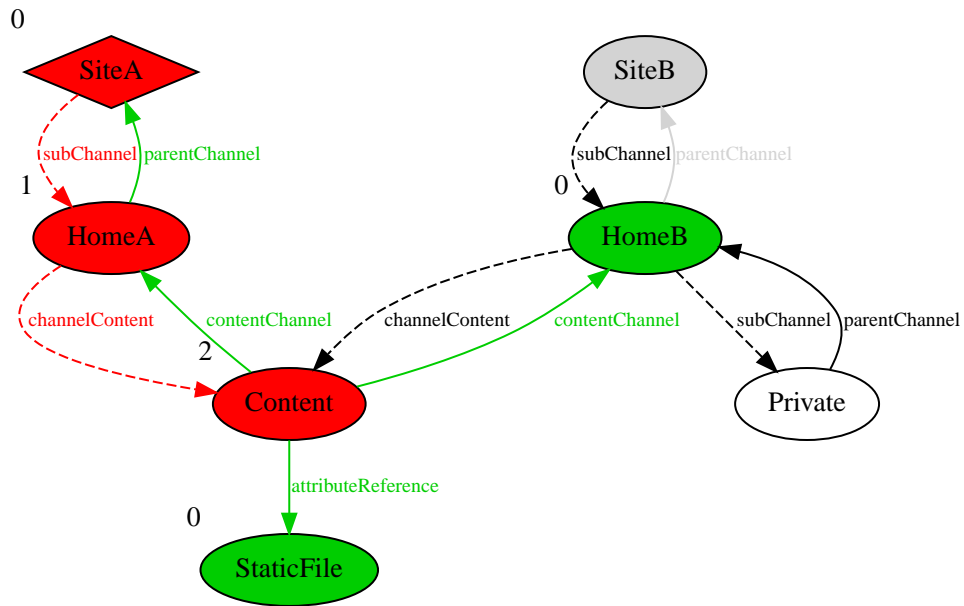 0
SiteA
SiteB
subChannel
parentChannel
subChannel
parentChannel
1
0
HomeA
HomeB
channelContent
contentChannel
channelContent
contentChannel
subChannel
parentChannel
2
Content
Private
attributeReference
0
StaticFile